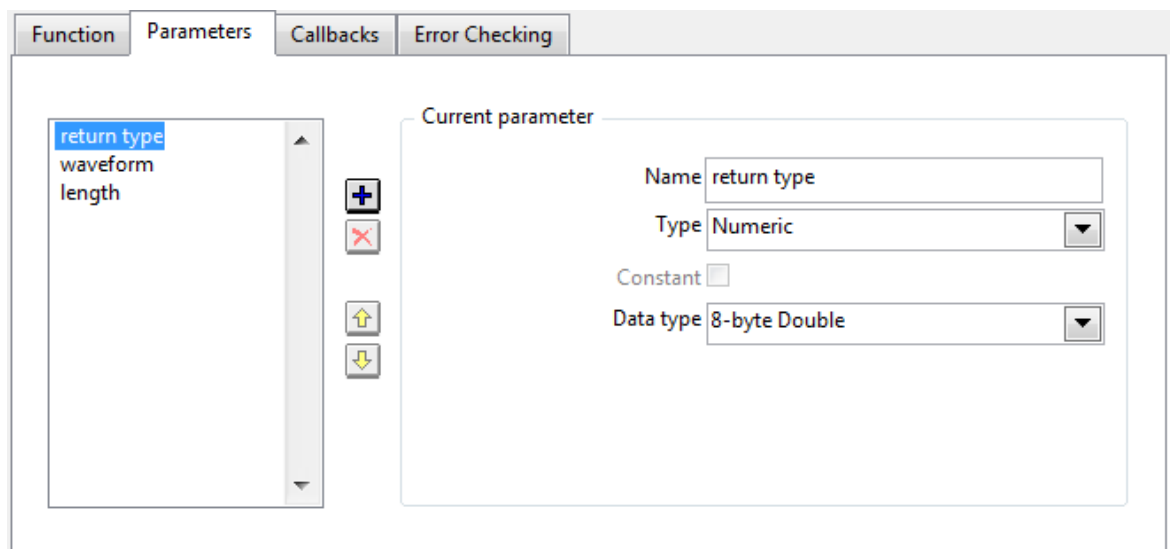 Function Parameters Callbacks Error Checking
return type
waveform
length
Current parameter
Name return type
Type Numeric
Constant
Data type 8-byte Double